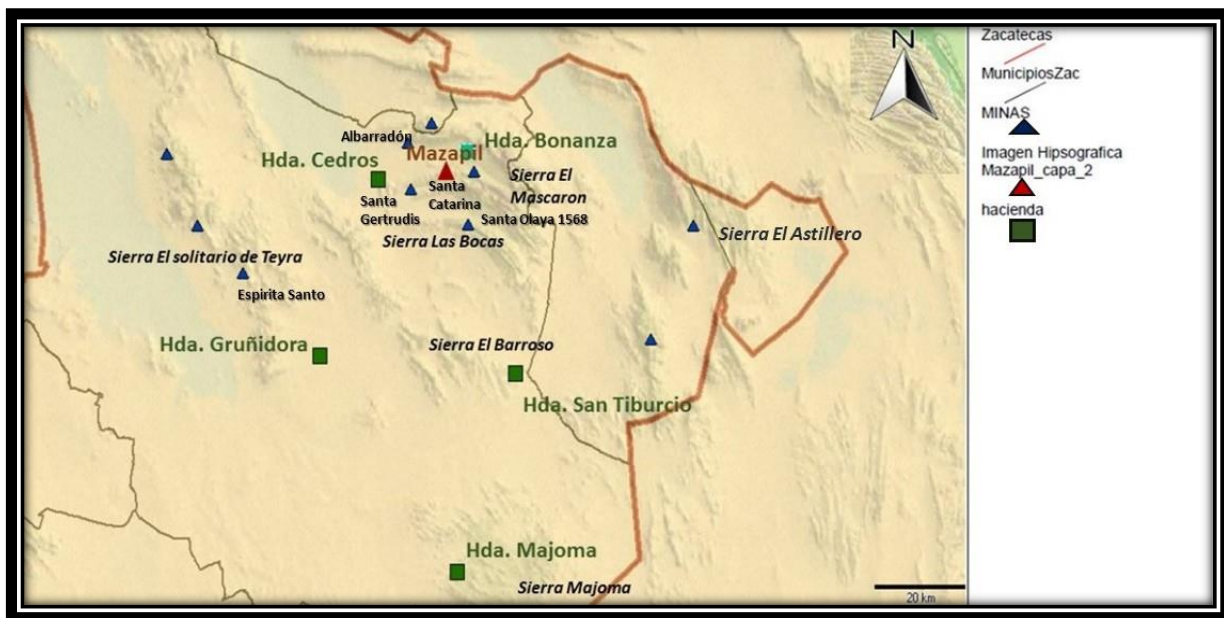 N
Albarradón
Mazapil
Hda. Bonanza
Hda. Cedros
Santa
Gertrudis
Santa
Catarina
Sierra El
Mascaron
Santa Olaya 1568
Sierra Las Bocas
Sierra El Astillero
Sierra El solitario de Teyra
Espirita Santo
Hda. Gruñidora
Sierra El Barroso
Hda. San Tiburcio
Hda. Majoma
Sierra Majoma
20 km
Zacatecas
MunicipiosZac
MINAS
Imagen Hipsografica
Mazapil_capa_2
hacienda